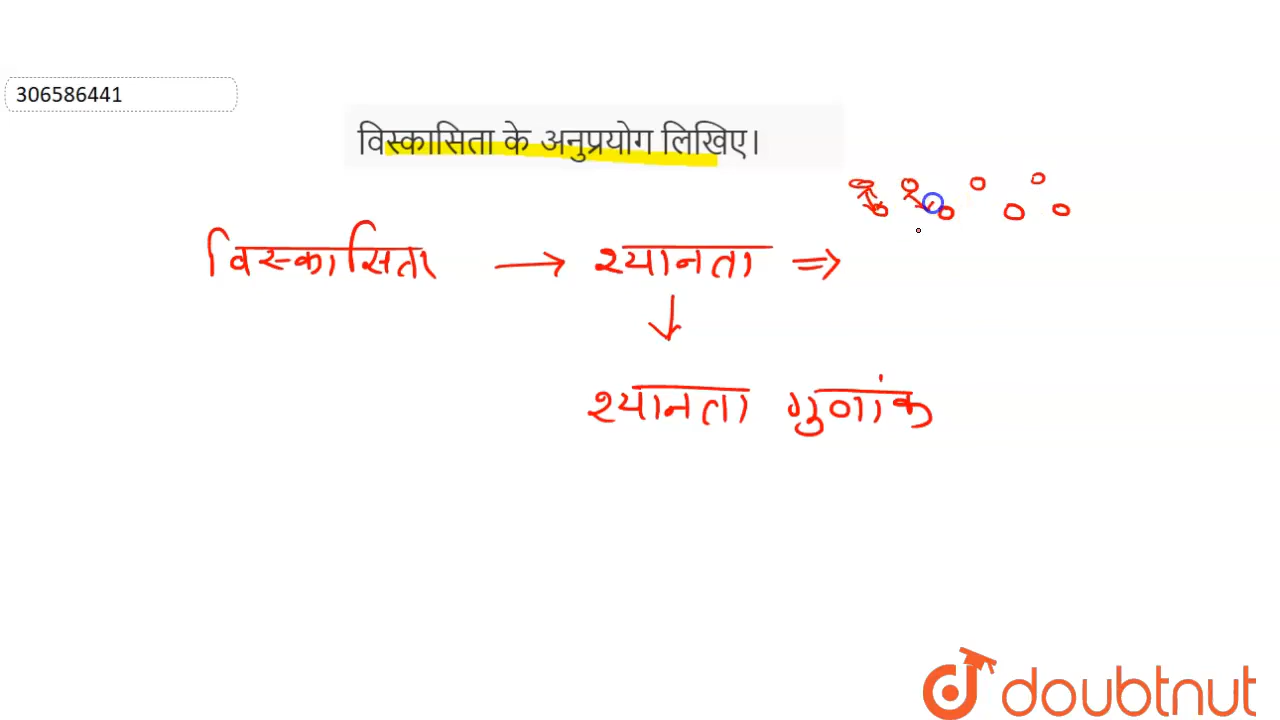 306586441
विस्कासिता के अनुप्रयोग लिखिए।
विस्कासिता → श्यानता ⇒
↓
श्यानता गुणांक
doubtnut